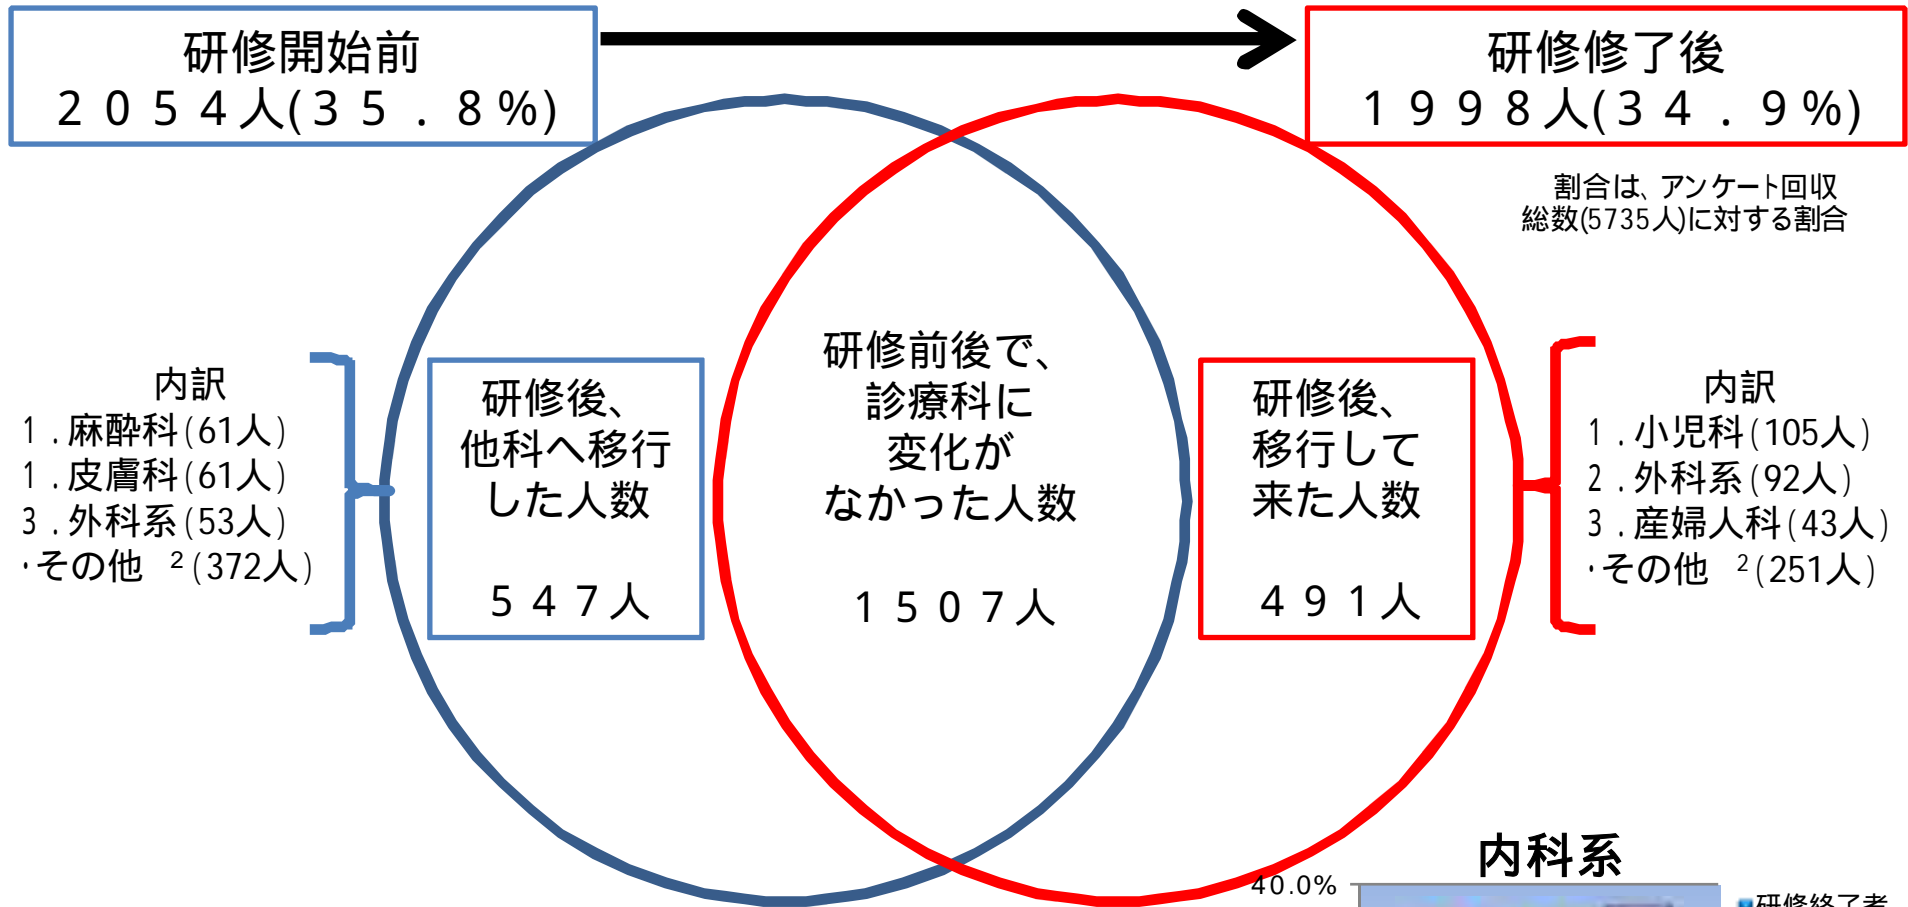 研修開始前
2054人(35.8%)
研修修了後
1998人(34.9%)
割合は、アンケート回収
総数(5735人)に対する割合
内訳
1.麻酔科(61人)
1.皮膚科(61人)
3.外科系(53人)
・その他 ²(372人)
研修後、
他科へ移行
した人数
547人
研修前後で、
診療科に
変化が
なかった人数
1507人
研修後、
移行して
来た人数
491人
内訳
1.小児科(105人)
2.外科系(92人)
3.産婦人科(43人)
・その他 ²(251人)
内科系
40.0%
研修終了者